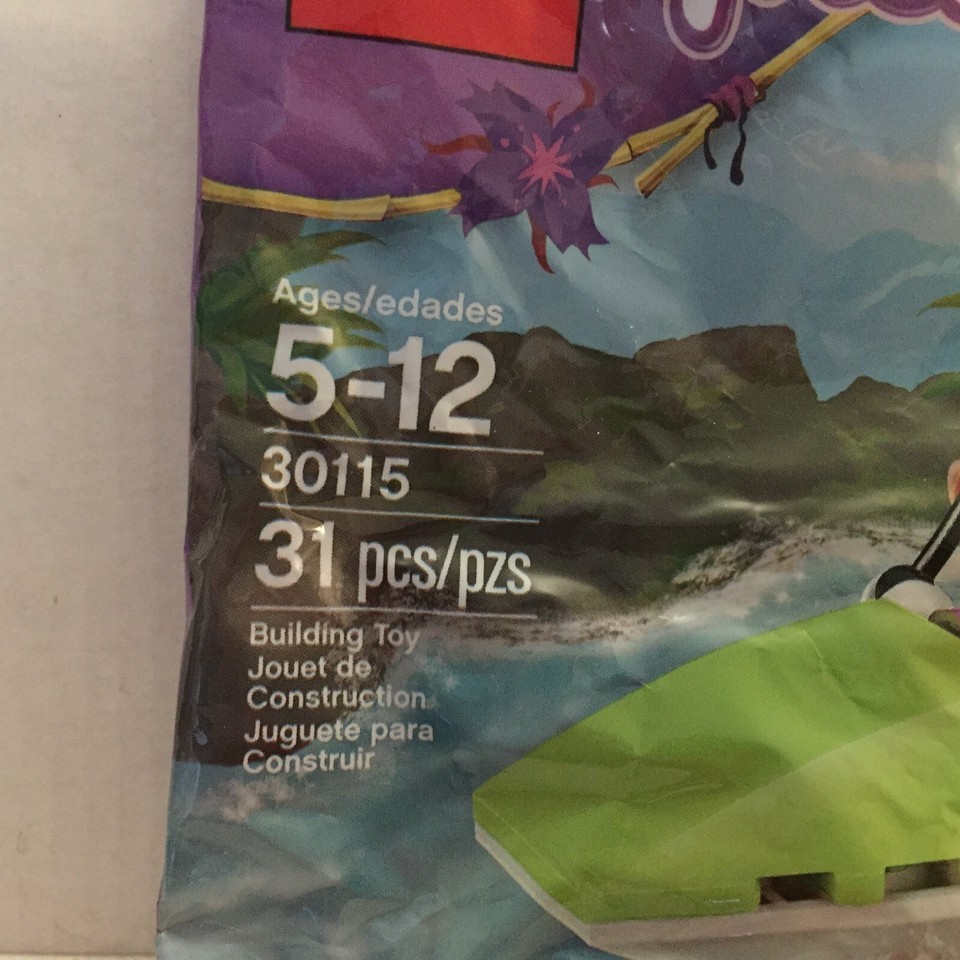 Ages/edades
5-12
30115
31 pcs/pzs
Building Toy
Jouet de
Construction
Juguete para
Construir